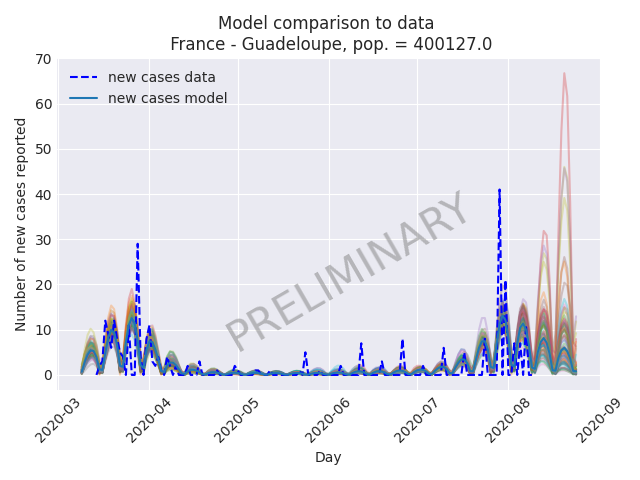 Model comparison to data
France - Guadeloupe, pop. = 400127.0
new cases data
new cases model
Number of new cases reported
70
60
50
40
30
20
10
0
PRELIMINARY
2020-03
2020-04
2020-05
2020-06
2020-07
2020-08
2020-09
Day